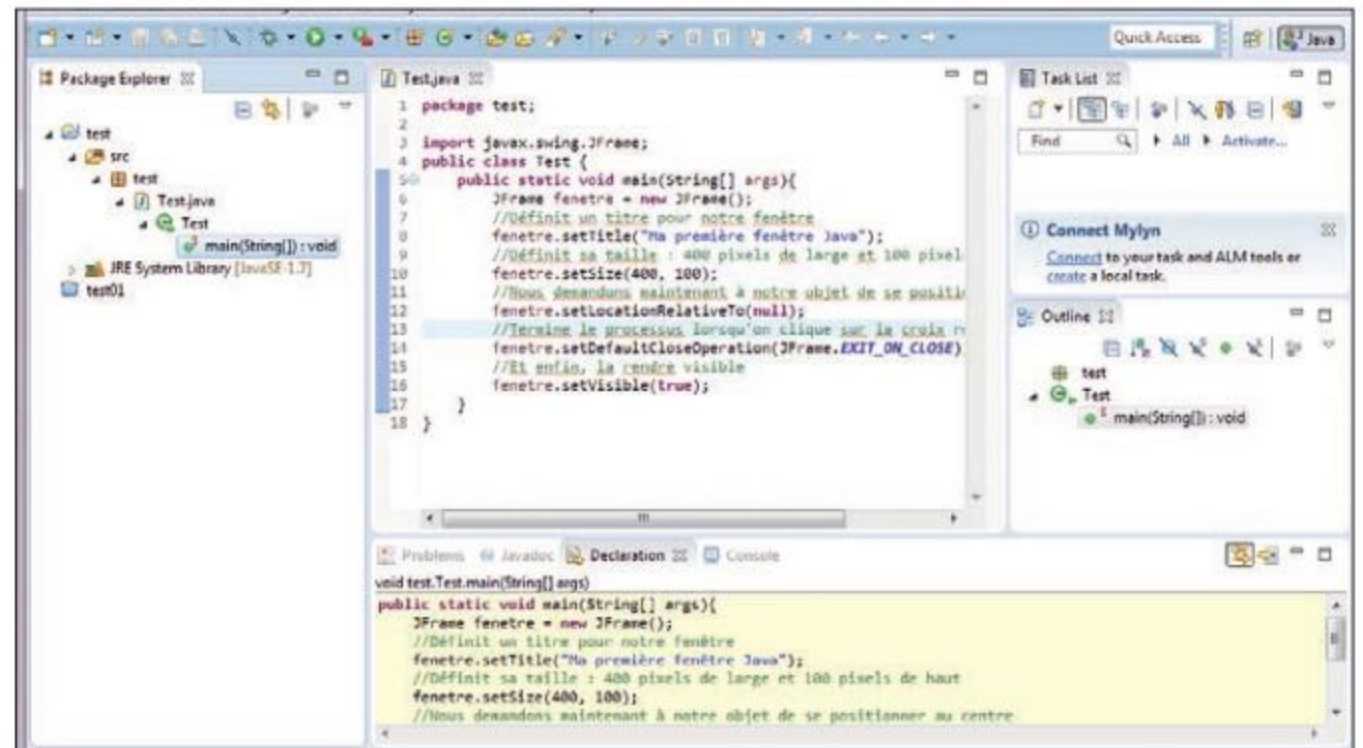 Quick Access
Java
Package Explorer
test
src
test
Test.java
Test
main(String[]) : void
JRE System Library [JavaSE-1.7]
test01
Test.java
1 package test;
2
3 import javax.swing.JFrame;
4 public class Test {
5 public static void main(String[] args){
6 JFrame fenetre = new JFrame();
7 //Définit un titre pour notre fenêtre
8 fenetre.setTitle("Ma première fenêtre Java");
9 //Définit sa taille : 400 pixels de large et 100 pixel
10 fenetre.setSize(400, 100);
11 //Nous demandons maintenant à notre objet de se positi
12 fenetre.setLocationRelativeTo(null);
13 //Termine le processus lorsqu'on clique sur la croix r
14 fenetre.setDefaultCloseOperation(JFrame.EXIT_ON_CLOSE)
15 //Et enfin, la rendre visible
16 fenetre.setVisible(true);
17 }
18 }
Task List
Find All Activate...
Connect Mylyn
Connect to your task and ALM tools or
create a local task.
Outline
test
Test
main(String[]) : void
Problems Javadoc Declaration Console
void test.Test.main(String[] args)
public static void main(String[] args){
JFrame fenetre = new JFrame();
//Définit un titre pour notre fenêtre
fenetre.setTitle("Ma première fenêtre Java");
//Définit sa taille : 400 pixels de large et 100 pixels de haut
fenetre.setSize(400, 100);
//Nous demandons maintenant à notre objet de se positionner au centre